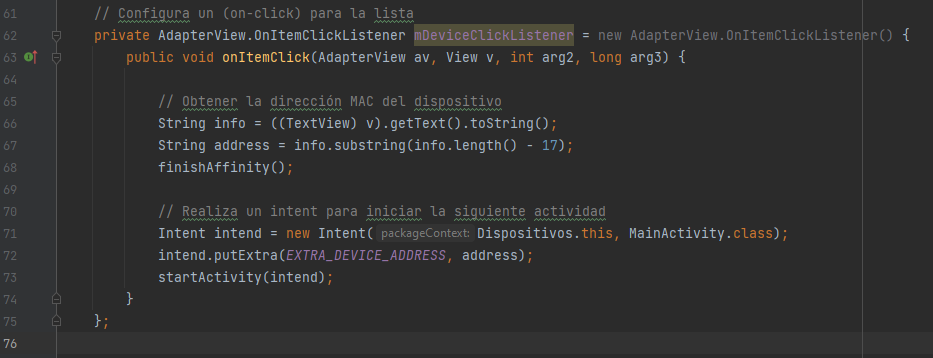 61 // Configura un (on-click) para la lista
62 private AdapterView.OnItemClickListener mDeviceClickListener = new AdapterView.OnItemClickListener() {
63 public void onItemClick(AdapterView av, View v, int arg2, long arg3) {
64
65 // Obtener la dirección MAC del dispositivo
66 String info = ((TextView) v).getText().toString();
67 String address = info.substring(info.length() - 17);
68 finishAffinity();
69
70 // Realiza un intent para iniciar la siguiente actividad
71 Intent intend = new Intent( packageContext: Dispositivos.this, MainActivity.class);
72 intend.putExtra(EXTRA_DEVICE_ADDRESS, address);
73 startActivity(intend);
74 }
75 };
76